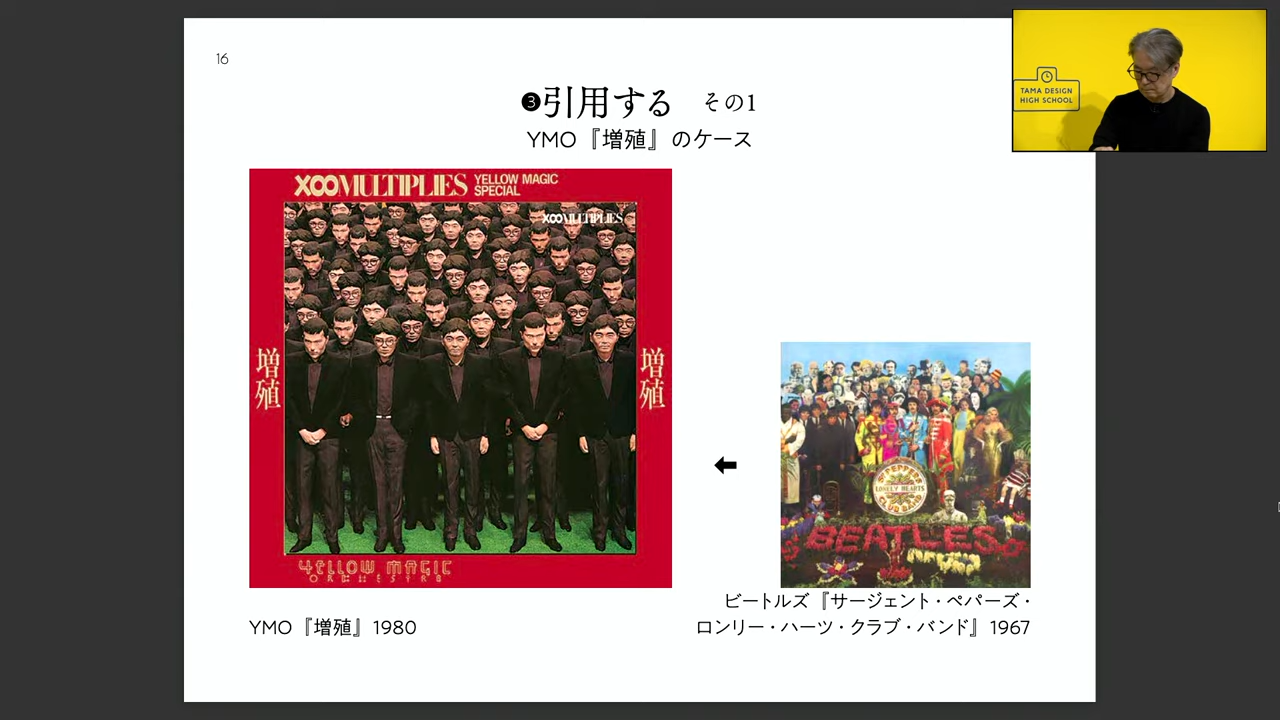 16
❸引用する その1
YMO『増殖』のケース
X∞MULTIPLIES YELLOW MAGIC
SPECIAL
X∞MULTIPLIES
増殖
増殖
YELLOW MAGIC
ORCHESTRA
SGT PEPPERS
LONELY HEARTS
CLUB BAND
BEATLES
YMO『増殖』1980
ビートルズ『サージェント・ペパーズ・
ロンリー・ハーツ・クラブ・バンド』1967
TAMA DESIGN
HIGH SCHOOL